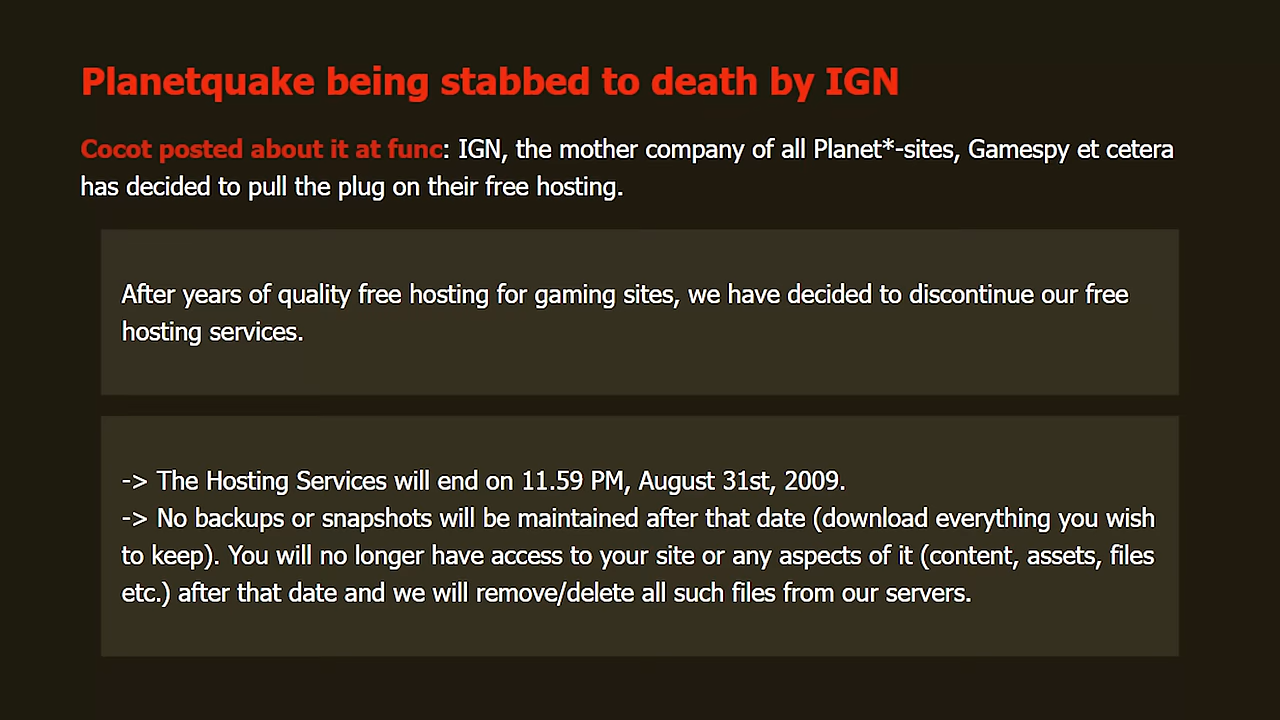 Planetquake being stabbed to death by IGN
Cocot posted about it at func: IGN, the mother company of all Planet*-sites, Gamespy et cetera
has decided to pull the plug on their free hosting.
After years of quality free hosting for gaming sites, we have decided to discontinue our free
hosting services.
-> The Hosting Services will end on 11.59 PM, August 31st, 2009.
-> No backups or snapshots will be maintained after that date (download everything you wish
to keep). You will no longer have access to your site or any aspects of it (content, assets, files
etc.) after that date and we will remove/delete all such files from our servers.